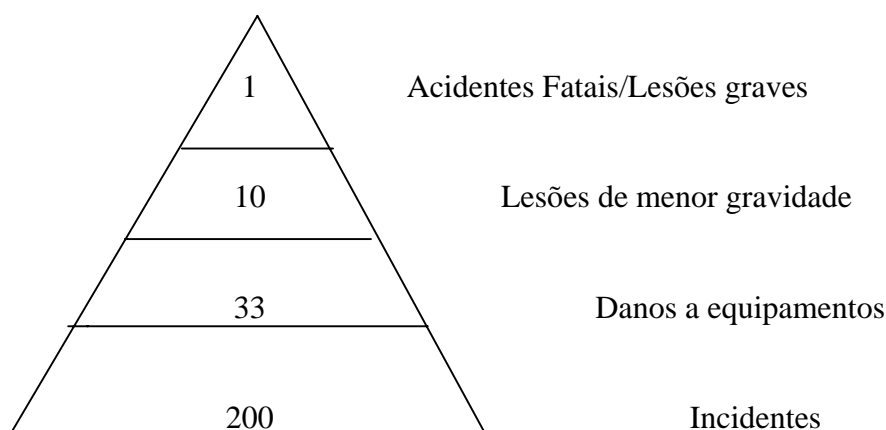 1 Acidentes Fatais/Lesões graves
10 Lesões de menor gravidade
33 Danos a equipamentos
200 Incidentes